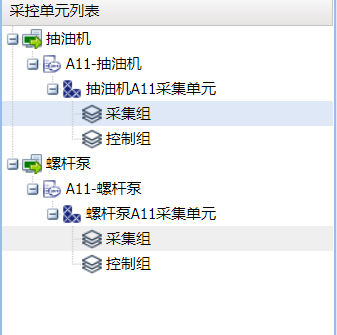 采控单元列表
抽油机
A11-抽油机
抽油机A11采集单元
采集组
控制组
螺杆泵
A11-螺杆泵
螺杆泵A11采集单元
采集组
控制组